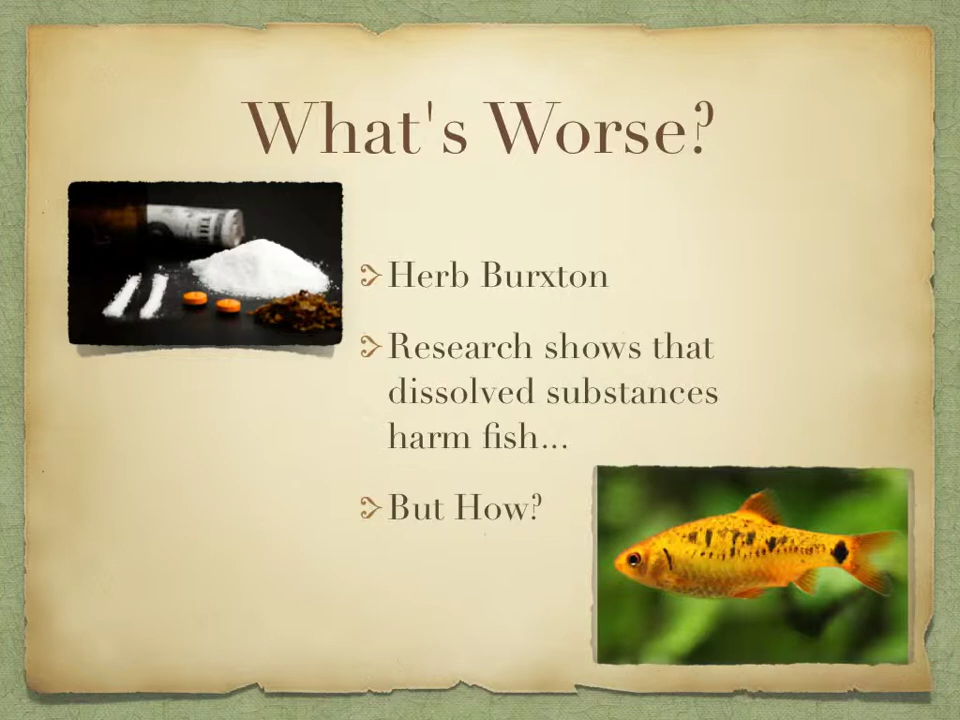 What's Worse?
Herb Burxton
Research shows that
dissolved substances
harm fish...
But How?